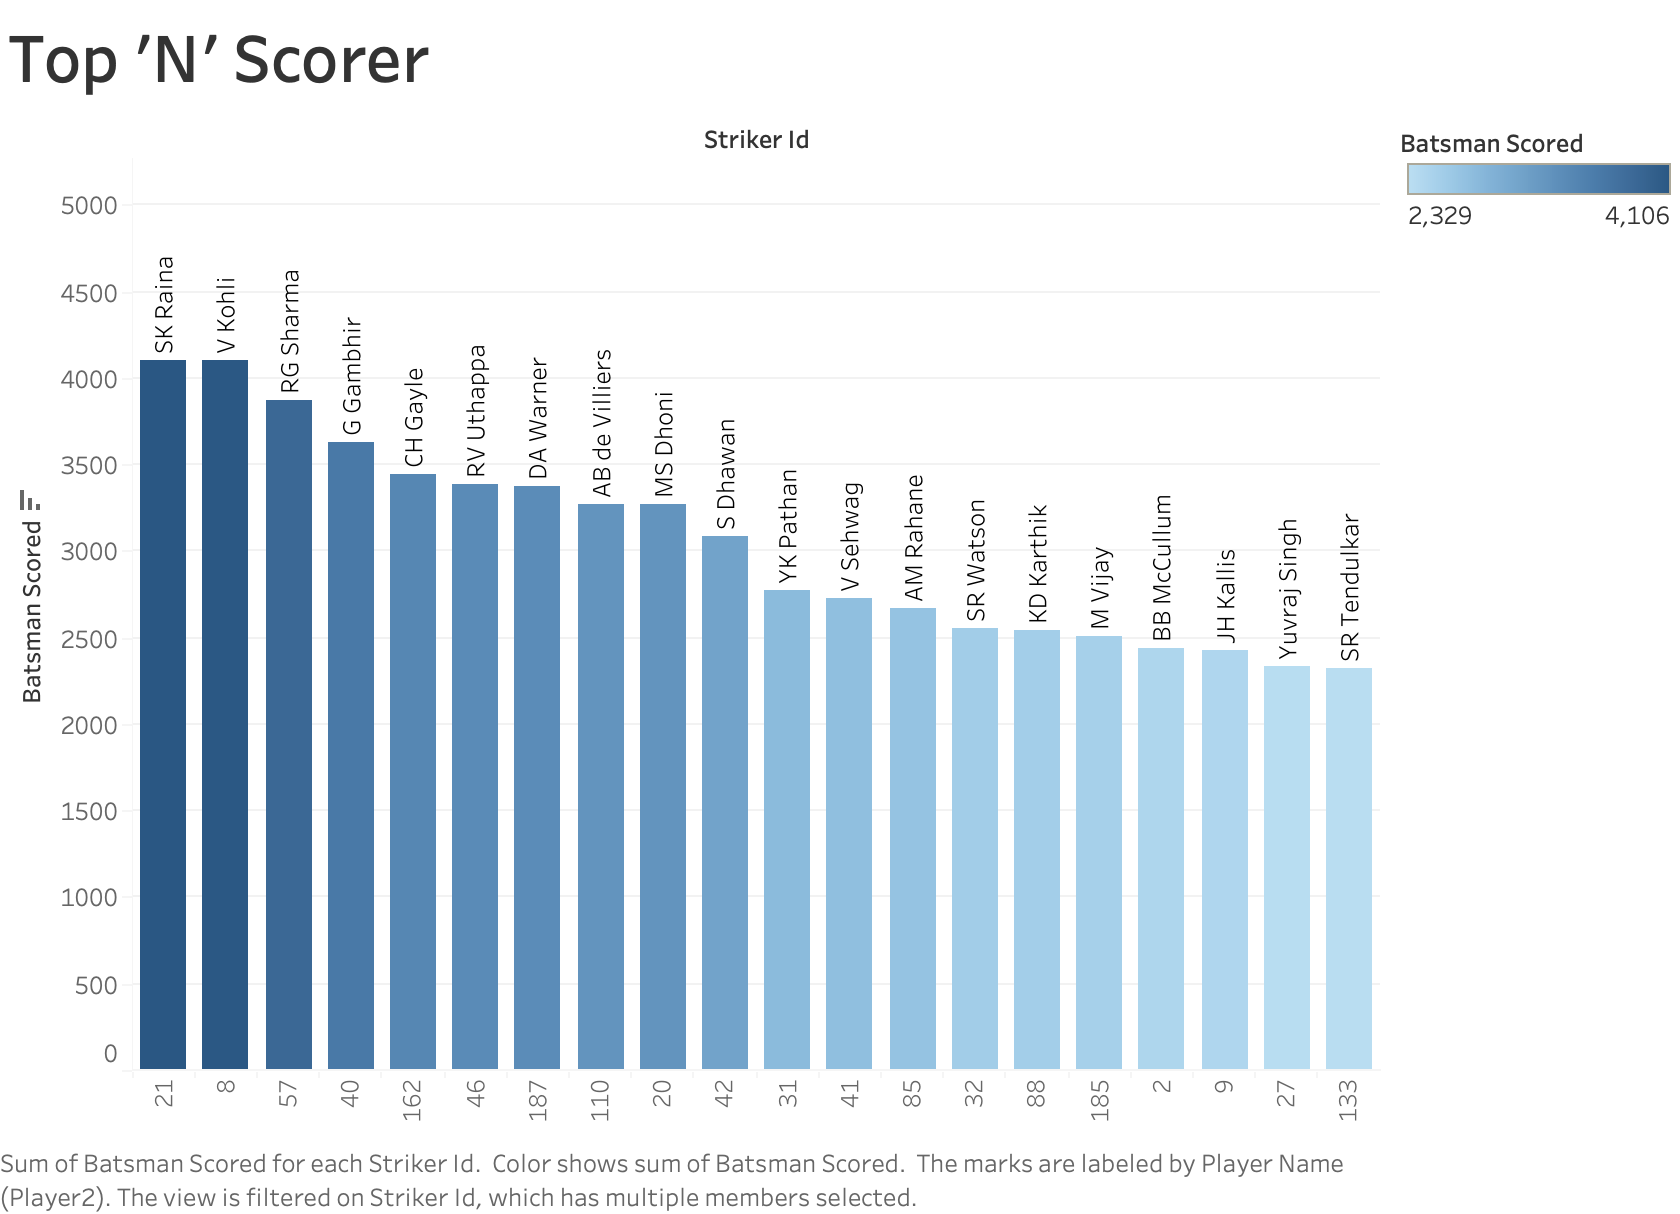 Top ’N’ Scorer
Striker Id
Batsman Scored
2,329 4,106
Batsman Scored
5000
4500
4000
3500
3000
2500
2000
1500
1000
500
0
SK Raina
V Kohli
RG Sharma
G Gambhir
CH Gayle
RV Uthappa
DA Warner
AB de Villiers
MS Dhoni
S Dhawan
YK Pathan
V Sehwag
AM Rahane
SR Watson
KD Karthik
M Vijay
BB McCullum
JH Kallis
Yuvraj Singh
SR Tendulkar
21
8
57
40
162
46
187
110
20
42
31
41
85
32
88
185
2
9
27
133
Sum of Batsman Scored for each Striker Id. Color shows sum of Batsman Scored. The marks are labeled by Player Name
(Player2). The view is filtered on Striker Id, which has multiple members selected.